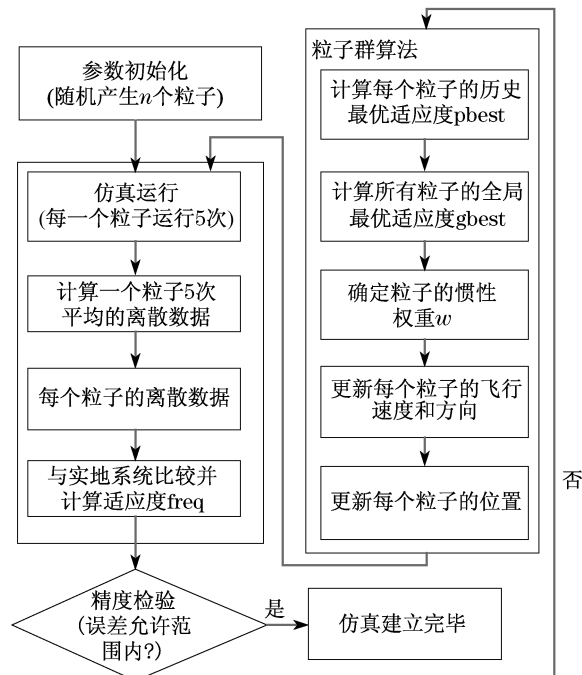 参数初始化
(随机产生n个粒子)
仿真运行
(每一个粒子运行5次)
计算一个粒子5次
平均的离散数据
每个粒子的离散数据
与实地系统比较并
计算适应度freq
精度检验
(误差允许范
围内?)
是
仿真建立完毕
粒子群算法
计算每个粒子的历史
最优适应度pbest
计算所有粒子的全局
最优适应度gbest
确定粒子的惯性
权重w
更新每个粒子的飞行
速度和方向
更新每个粒子的位置
否